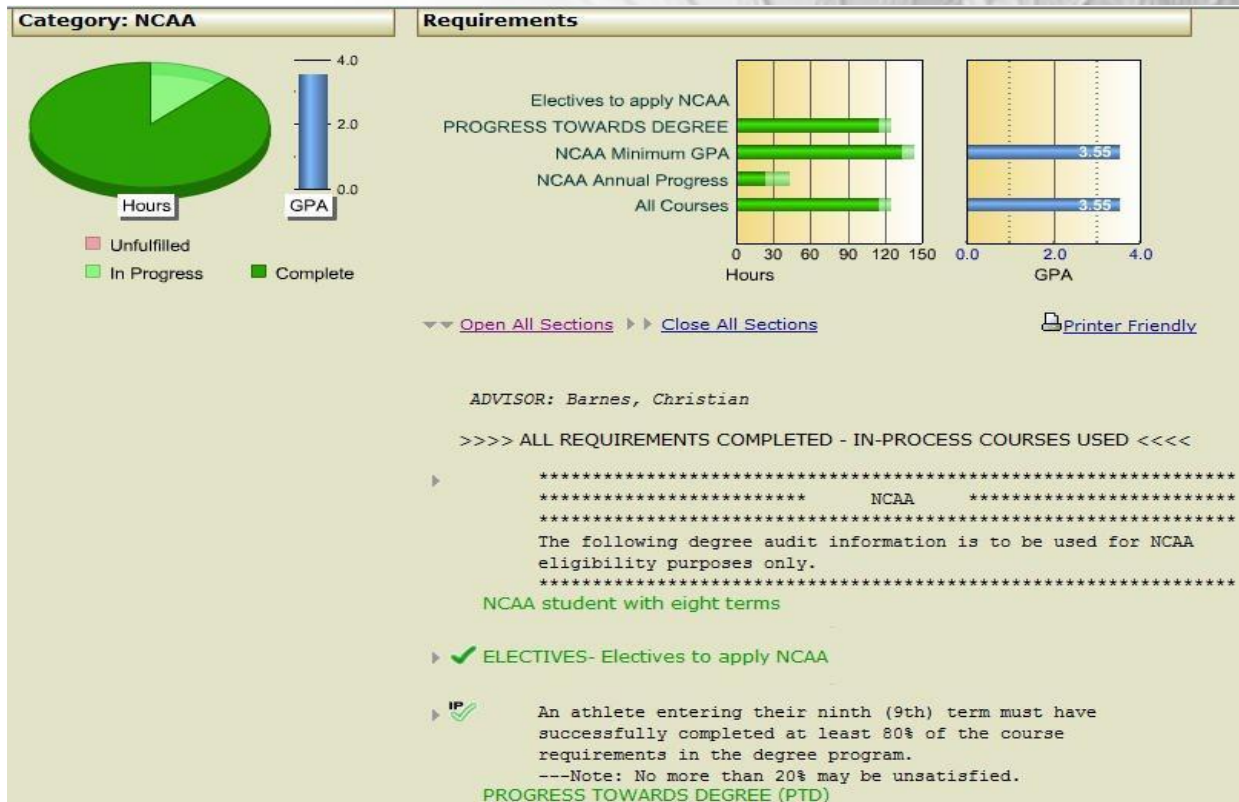 Category: NCAA
4.0
2.0
0.0
Hours
GPA
Unfulfilled
In Progress
Complete
Requirements
Electives to apply NCAA
PROGRESS TOWARDS DEGREE
NCAA Minimum GPA
NCAA Annual Progress
All Courses
3.55
3.55
0 30 60 90 120 150
Hours
0.0 2.0 4.0
GPA
Open All Sections Close All Sections
Printer Friendly
ADVISOR: Barnes, Christian
>>>> ALL REQUIREMENTS COMPLETED - IN-PROCESS COURSES USED <<<<
******************************************************************
************************* NCAA *************************
******************************************************************
The following degree audit information is to be used for NCAA
eligibility purposes only.
******************************************************************
NCAA student with eight terms
ELECTIVES- Electives to apply NCAA
IP
An athlete entering their ninth (9th) term must have
successfully completed at least 80% of the course
requirements in the degree program.
---Note: No more than 20% may be unsatisfied.
PROGRESS TOWARDS DEGREE (PTD)